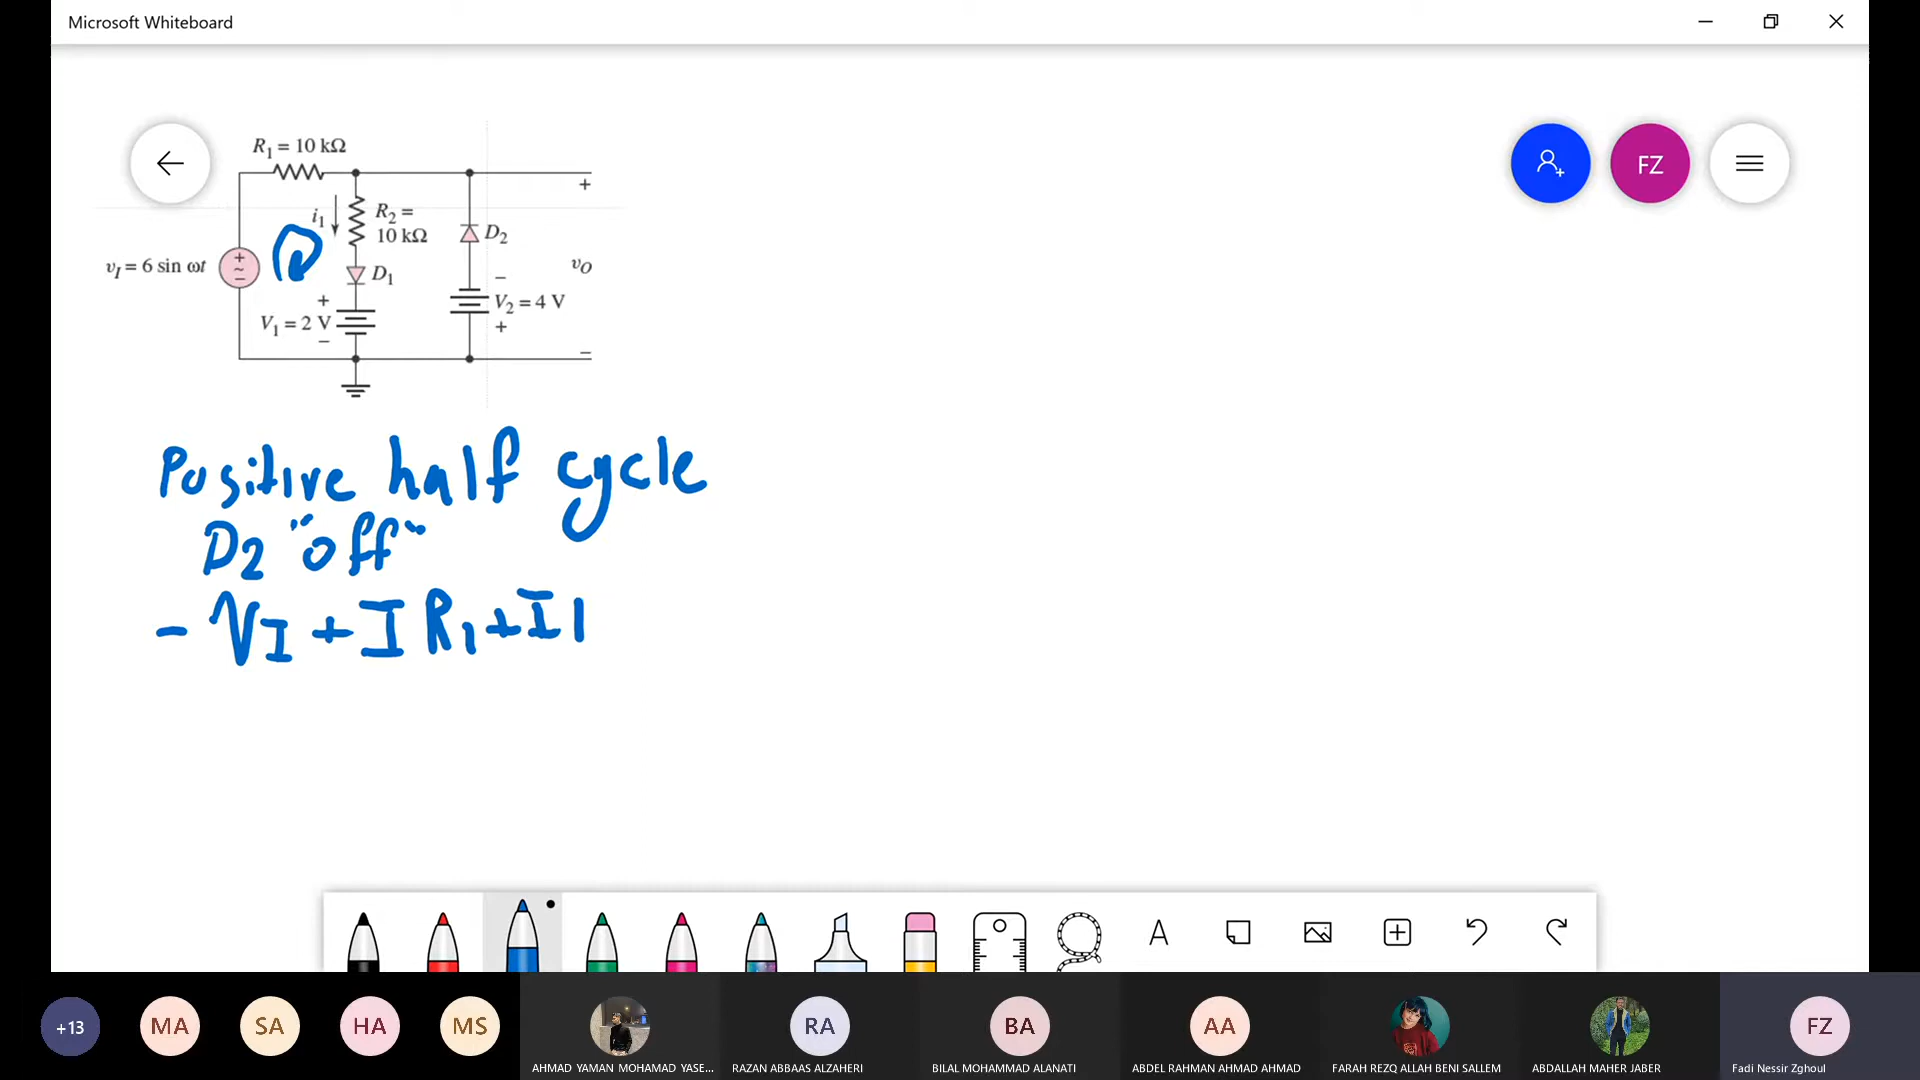 Microsoft Whiteboard
R1 = 10 kΩ
+
i1
R2 =
10 kΩ
D2
FZ
vI = 6 sin ωt
+
~
−
D1
−
vO
V2 = 4 V
+
+
V1 = 2 V
−
−
Positive half cycle
D2 "off"
- VI + I R1 + I I
A
+13
MA
SA
HA
MS
RA
BA
AA
FZ
AHMAD YAMAN MOHAMAD YASE...
RAZAN ABBAAS ALZAHERI
BILAL MOHAMMAD ALANATI
ABDEL RAHMAN AHMAD AHMAD
FARAH REZQ ALLAH BENI SALLEM
ABDALLAH MAHER JABER
Fadi Nessir Zghoul